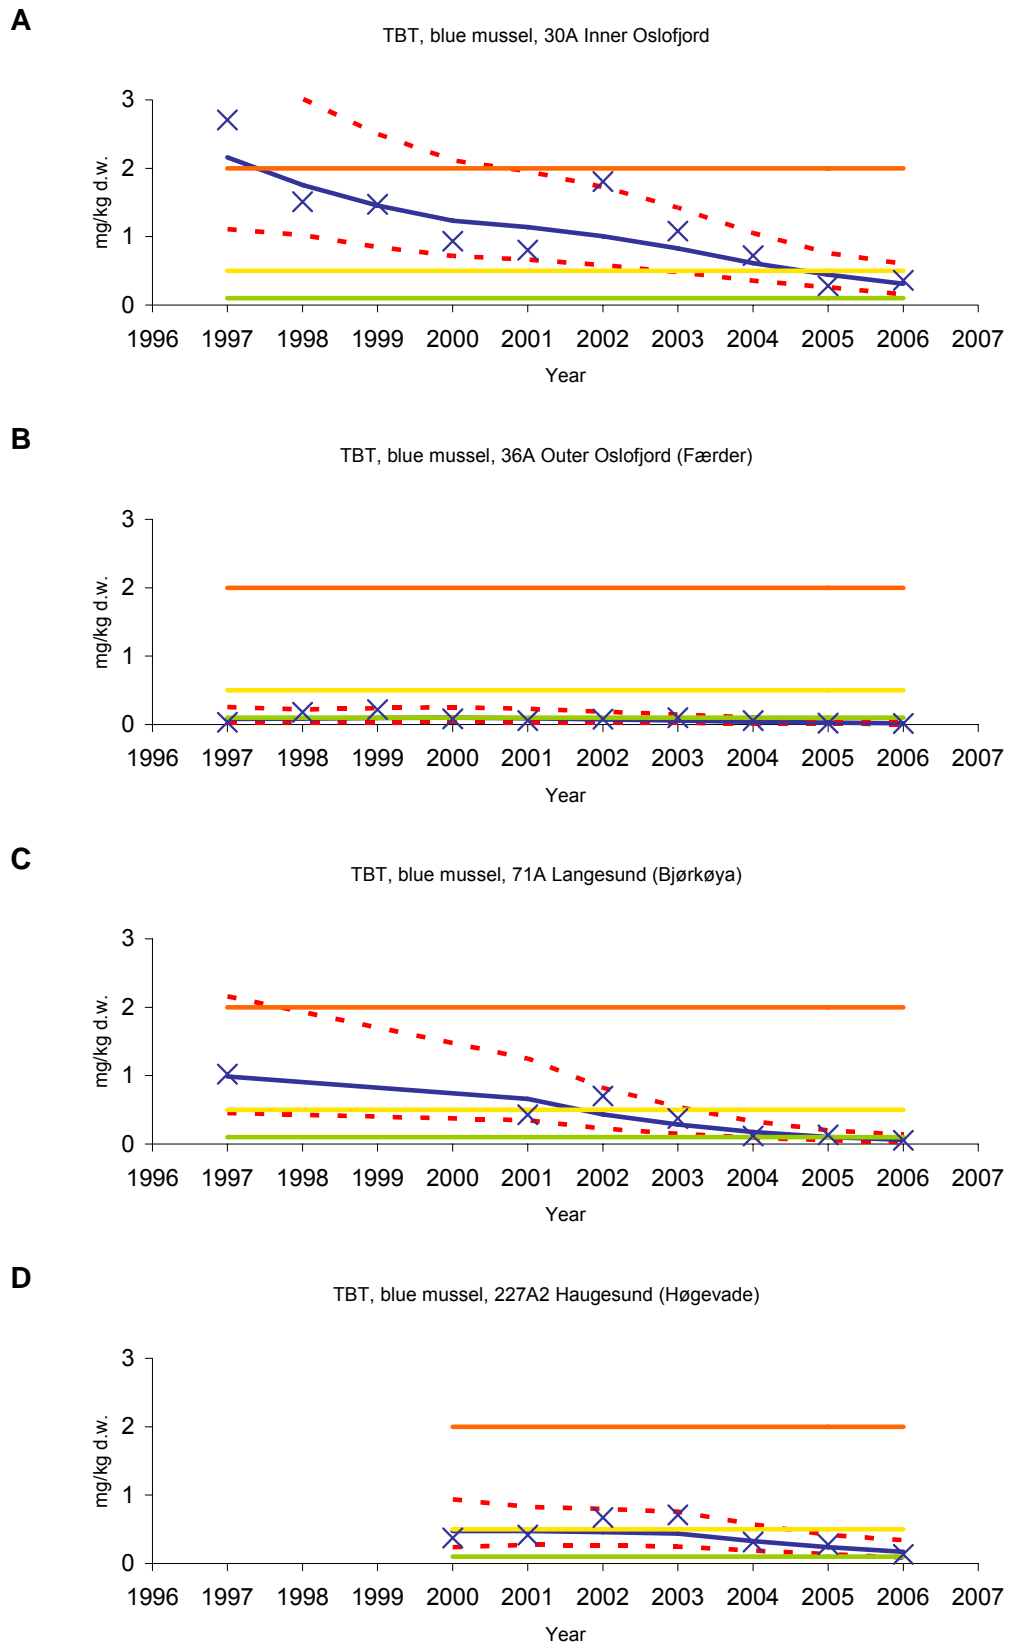 A
TBT, blue mussel, 30A Inner Oslofjord
mg/kg d.w.
3
2
1
0
1996 1997 1998 1999 2000 2001 2002 2003 2004 2005 2006 2007
Year
B
TBT, blue mussel, 36A Outer Oslofjord (Færder)
mg/kg d.w.
3
2
1
0
1996 1997 1998 1999 2000 2001 2002 2003 2004 2005 2006 2007
Year
C
TBT, blue mussel, 71A Langesund (Bjørkøya)
mg/kg d.w.
3
2
1
0
1996 1997 1998 1999 2000 2001 2002 2003 2004 2005 2006 2007
Year
D
TBT, blue mussel, 227A2 Haugesund (Høgevade)
mg/kg d.w.
3
2
1
0
1996 1997 1998 1999 2000 2001 2002 2003 2004 2005 2006 2007
Year